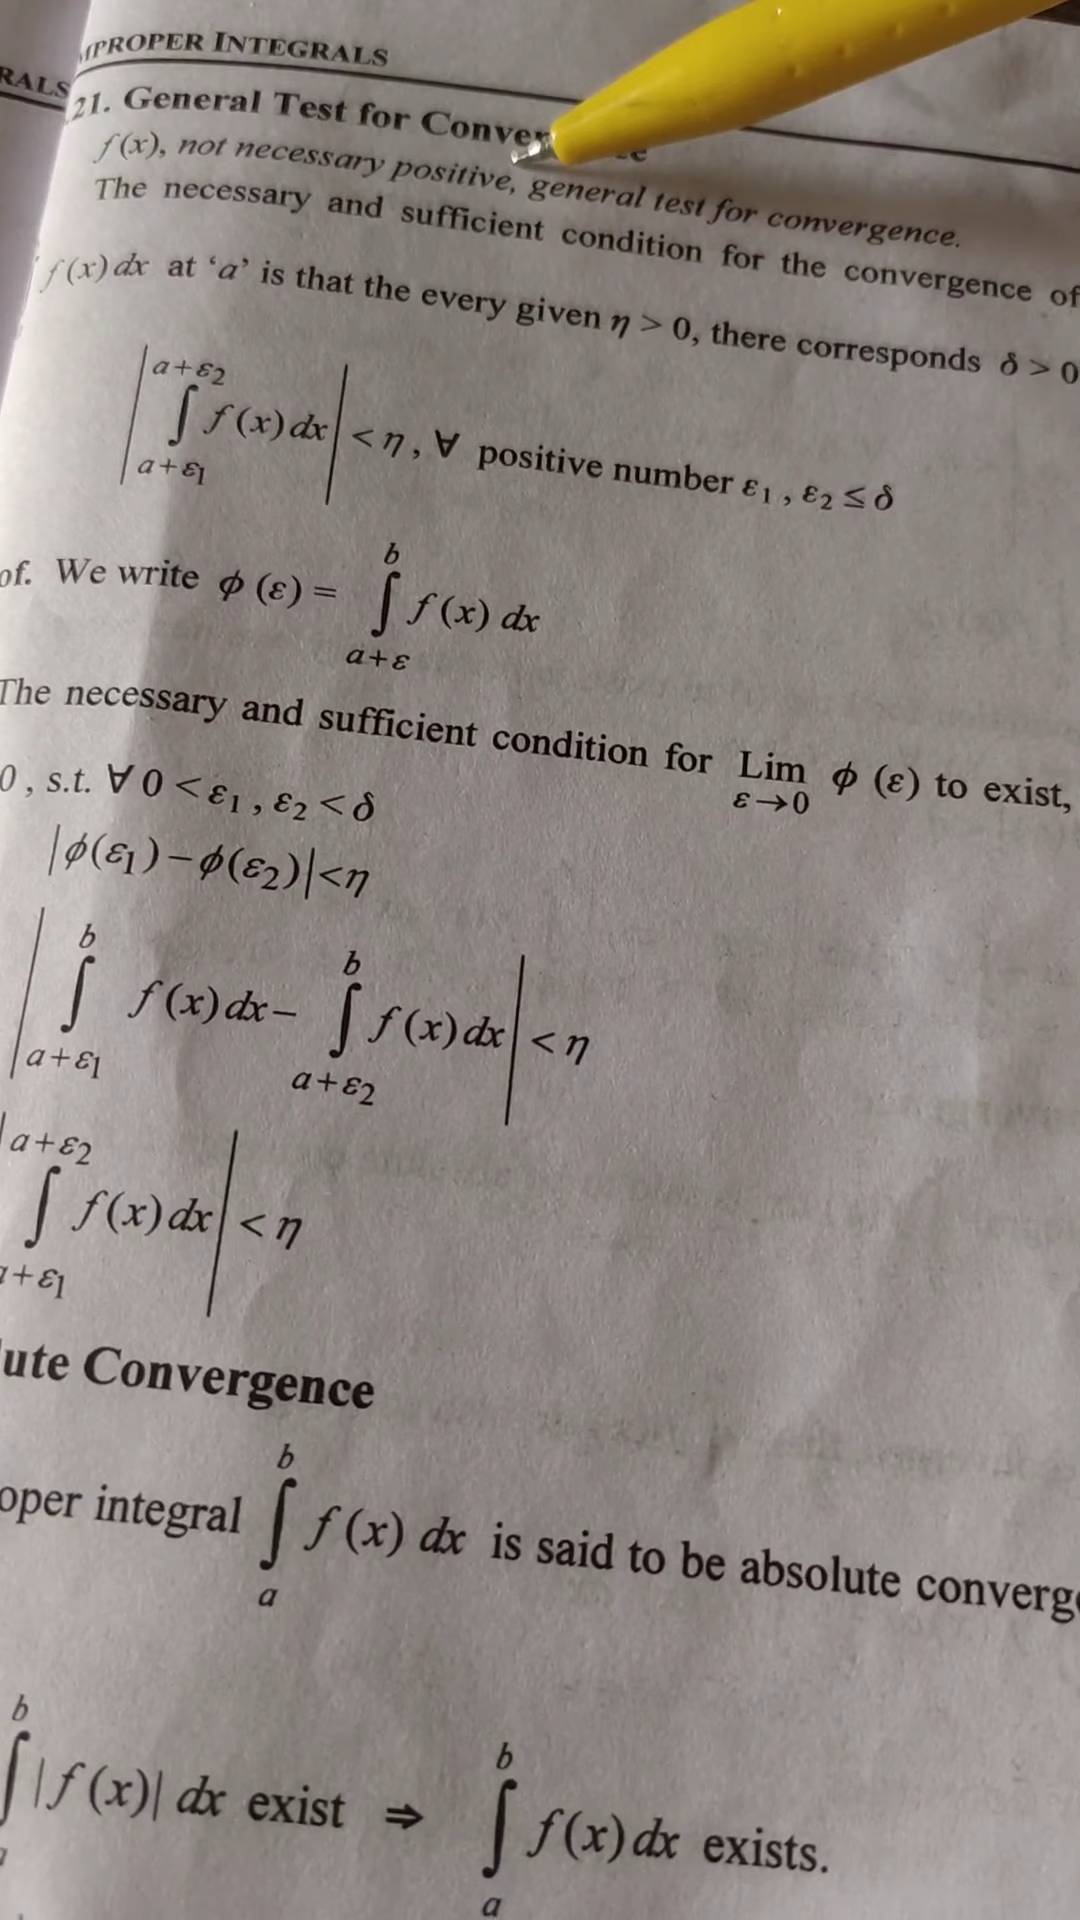 IMPROPER INTEGRALS
RALS
21. General Test for Conver ce
f(x), not necessary positive, general test for convergence.
The necessary and sufficient condition for the convergence of
f(x) dx at ‘a’ is that the every given η > 0, there corresponds δ > 0
| ∫_{a+ε1}^{a+ε2} f(x) dx | < η, ∀ positive number ε1, ε2 ≤ δ
of. We write ϕ(ε) = ∫_{a+ε}^{b} f(x) dx
The necessary and sufficient condition for Lim_{ε→0} ϕ(ε) to exist,
0, s.t. ∀ 0 < ε1, ε2 < δ
|ϕ(ε1) − ϕ(ε2)| < η
| ∫_{a+ε1}^{b} f(x) dx − ∫_{a+ε2}^{b} f(x) dx | < η
| ∫_{a+ε1}^{a+ε2} f(x) dx | < η
ute Convergence
oper integral ∫_{a}^{b} f(x) dx is said to be absolute converge
∫_{a}^{b} |f(x)| dx exist ⇒ ∫_{a}^{b} f(x) dx exists.